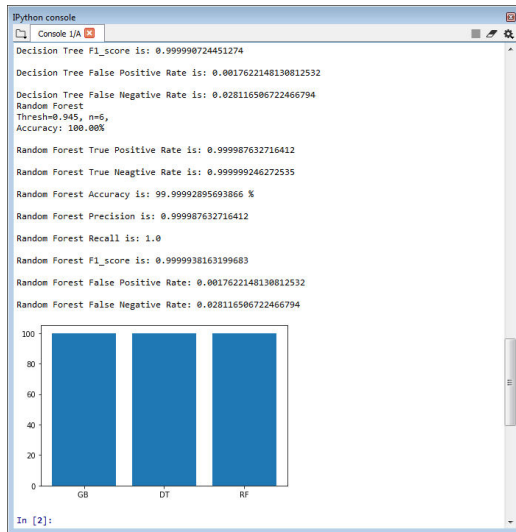 IPython console
Console 1/A
Decision Tree F1_score is: 0.999990724451274
Decision Tree False Positive Rate is: 0.0017622148130812532
Decision Tree False Negative Rate is: 0.028116506722466794
Random Forest
Thresh=0.945, n=6,
Accuracy: 100.00%
Random Forest True Positive Rate is: 0.999987632716412
Random Forest True Neagtive Rate is: 0.999999246272535
Random Forest Accuracy is: 99.99992895693866 %
Random Forest Precision is: 0.999987632716412
Random Forest Recall is: 1.0
Random Forest F1_score is: 0.9999938163199683
Random Forest False Positive Rate: 0.0017622148130812532
Random Forest False Negative Rate: 0.028116506722466794
100
80
60
40
20
0
GB DT RF
In [2]: